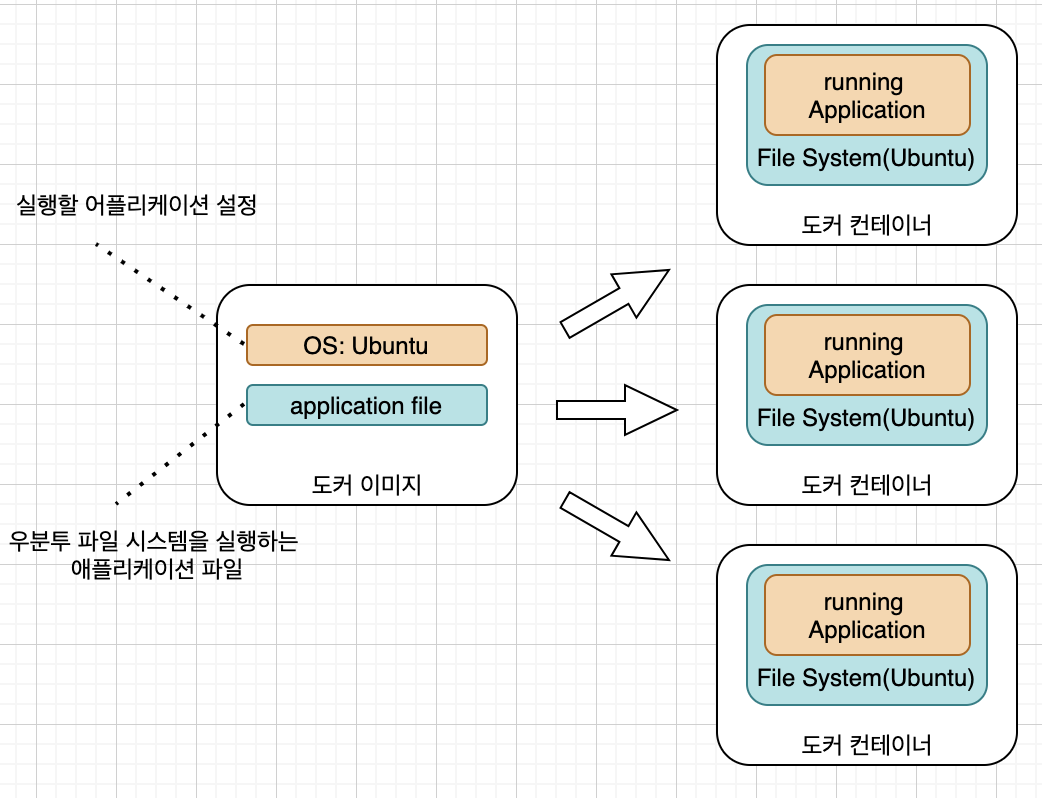 실행할 어플리케이션 설정
OS: Ubuntu
application file
도커 이미지
우분투 파일 시스템을 실행하는
애플리케이션 파일
running
Application
File System(Ubuntu)
도커 컨테이너
running
Application
File System(Ubuntu)
도커 컨테이너
running
Application
File System(Ubuntu)
도커 컨테이너